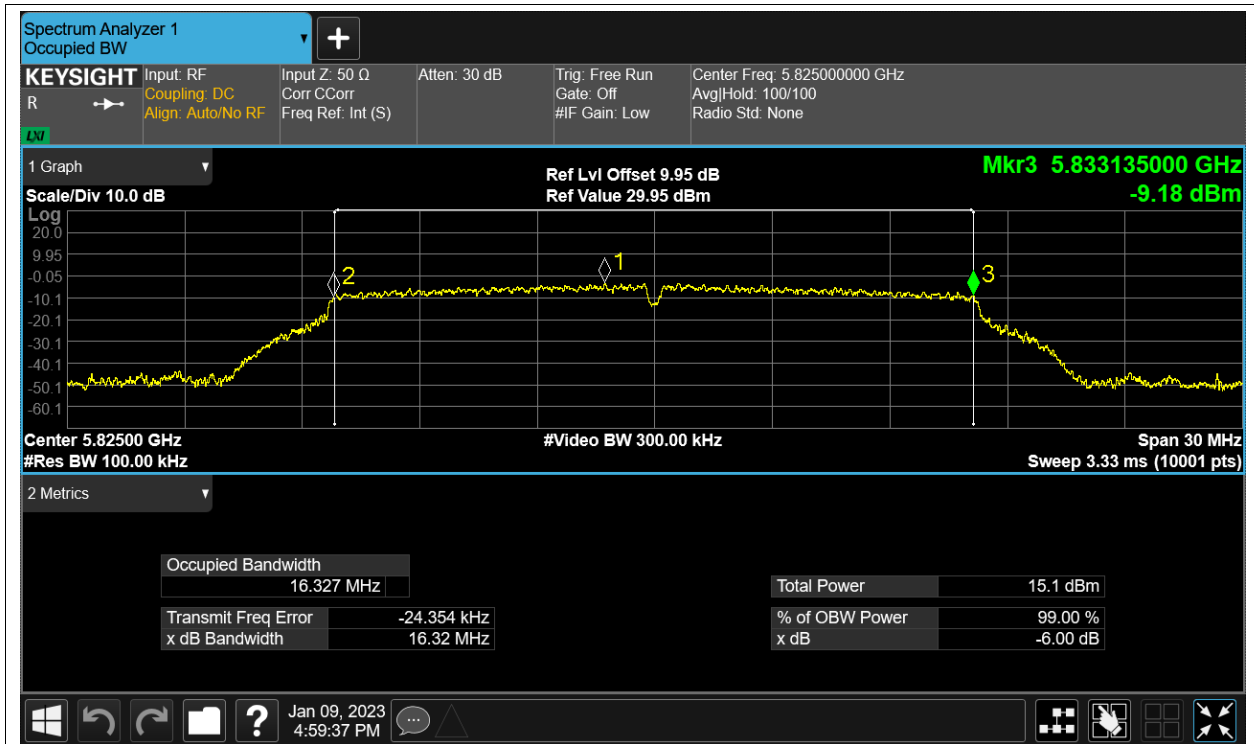 Spectrum Analyzer 1
Occupied BW
KEYSIGHT
R
LXI
Input: RF
Coupling: DC
Align: Auto/No RF
Input Z: 50 Ω
Corr CCorr
Freq Ref: Int (S)
Atten: 30 dB
Trig: Free Run
Gate: Off
#IF Gain: Low
Center Freq: 5.825000000 GHz
Avg|Hold: 100/100
Radio Std: None
1 Graph
Scale/Div 10.0 dB
Ref Lvl Offset 9.95 dB
Ref Value 29.95 dBm
Mkr3 5.833135000 GHz
-9.18 dBm
Log
20.0
9.95
-0.05
-10.1
-20.1
-30.1
-40.1
-50.1
-60.1
2
1
3
Center 5.82500 GHz
#Res BW 100.00 kHz
#Video BW 300.00 kHz
Span 30 MHz
Sweep 3.33 ms (10001 pts)
2 Metrics
Occupied Bandwidth
16.327 MHz
Transmit Freq Error -24.354 kHz
x dB Bandwidth 16.32 MHz
Total Power 15.1 dBm
% of OBW Power 99.00 %
x dB -6.00 dB
?
Jan 09, 2023
4:59:37 PM